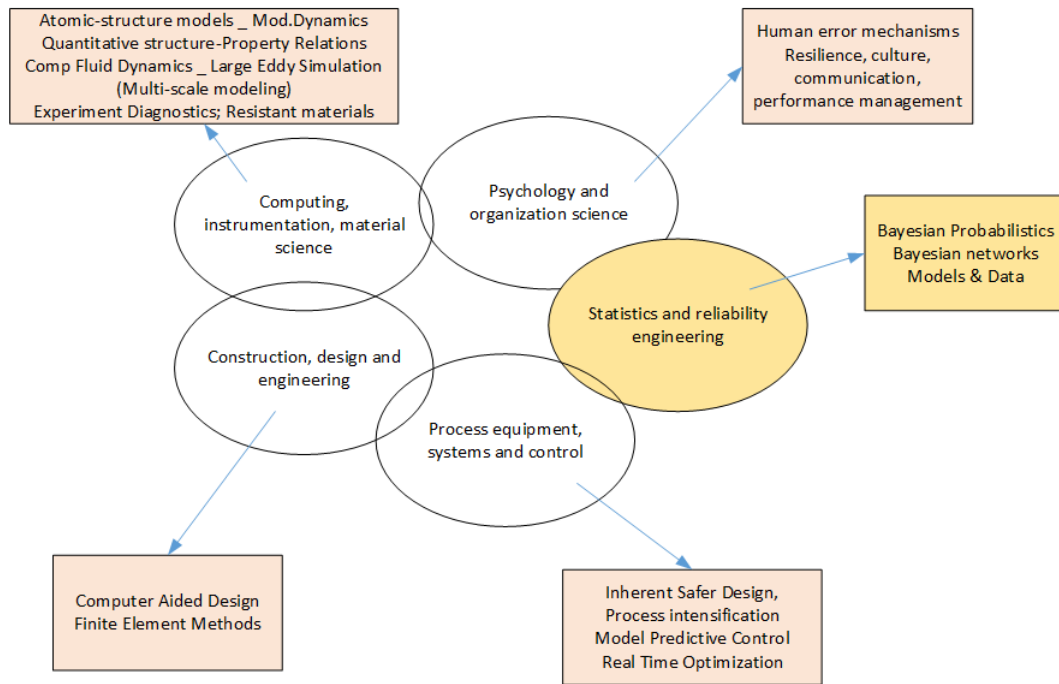 Atomic-structure models _ Mod.Dynamics
Quantitative structure-Property Relations
Comp Fluid Dynamics _ Large Eddy Simulation
(Multi-scale modeling)
Experiment Diagnostics; Resistant materials
Human error mechanisms
Resilience, culture,
communication,
performance management
Computing,
instrumentation, material
science
Psychology and
organization science
Bayesian Probabilistics
Bayesian networks
Models & Data
Statistics and reliability
engineering
Construction, design and
engineering
Process equipment,
systems and control
Computer Aided Design
Finite Element Methods
Inherent Safer Design,
Process intensification
Model Predictive Control
Real Time Optimization